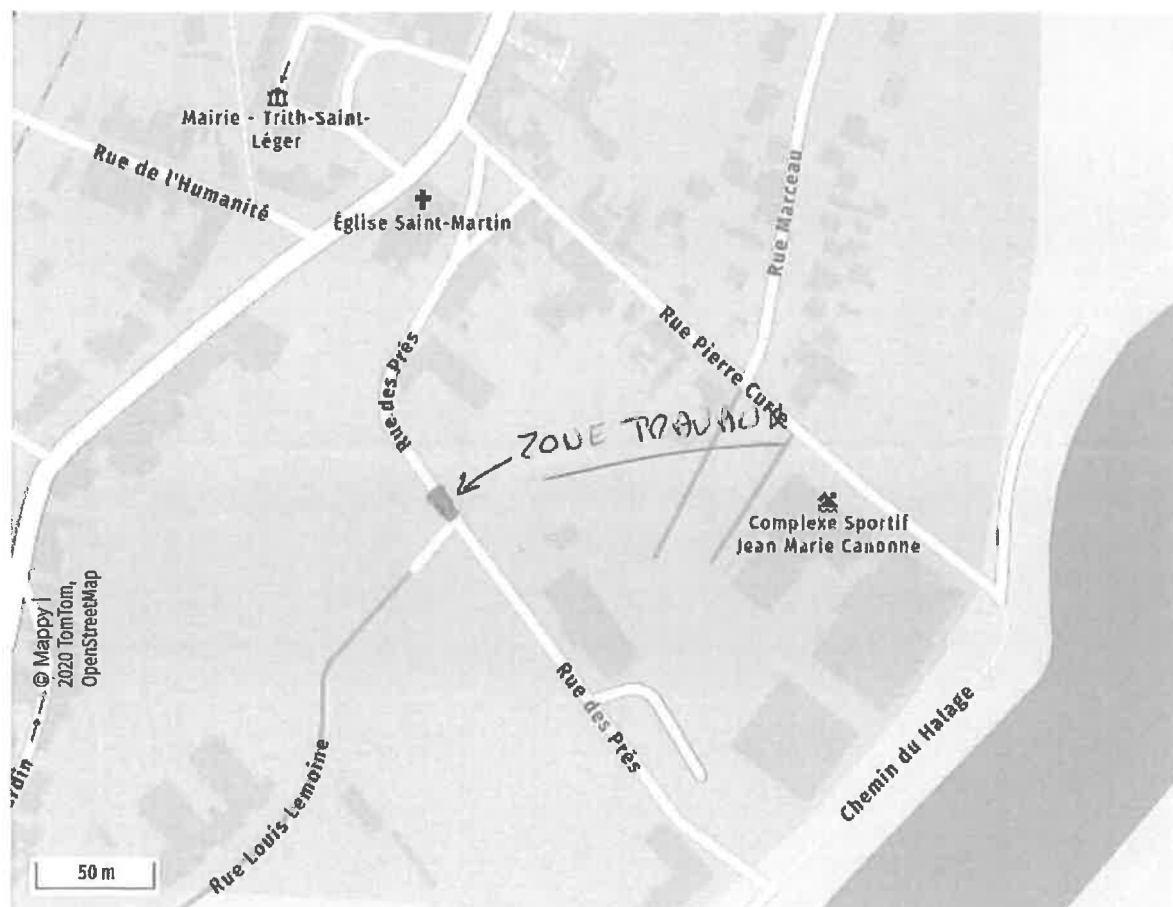 Mairie - Trith-Saint-
Léger
Rue de l'Humanité
Église Saint-Martin
Rue Marceau
Rue Pierre Curie
Rue des Prés
ZONE TRAVAUX
Complexe Sportif
Jean Marie Canonne
© Mappy |
2020 TomTom,
OpenStreetMap
Rue des Prés
Chemin du Halage
rdin
Rue Louis Lemoine
50 m